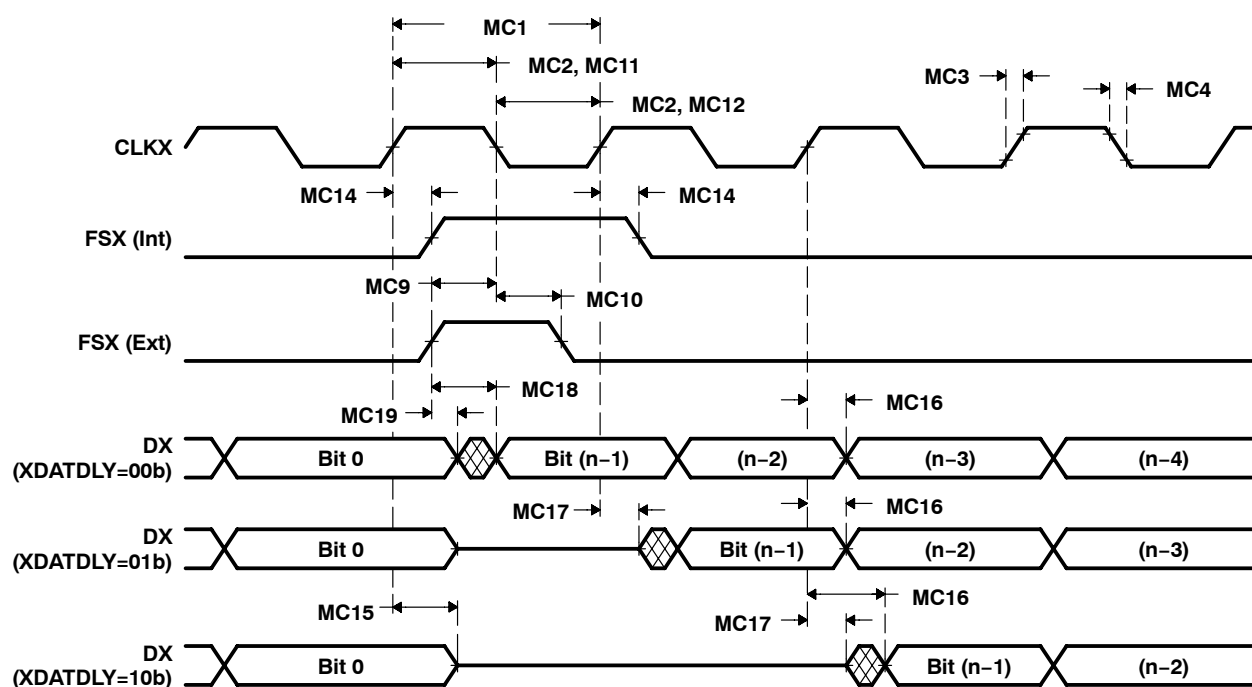 MC1
MC2, MC11
MC3
MC4
MC2, MC12
CLKX
MC14
MC14
FSX (Int)
MC9
MC10
FSX (Ext)
MC18
MC19
MC16
DX
(XDATDLY=00b)
Bit 0
Bit (n−1)
(n−2)
(n−3)
(n−4)
MC17
MC16
DX
(XDATDLY=01b)
Bit 0
Bit (n−1)
(n−2)
(n−3)
MC15
MC16
MC17
DX
(XDATDLY=10b)
Bit 0
Bit (n−1)
(n−2)